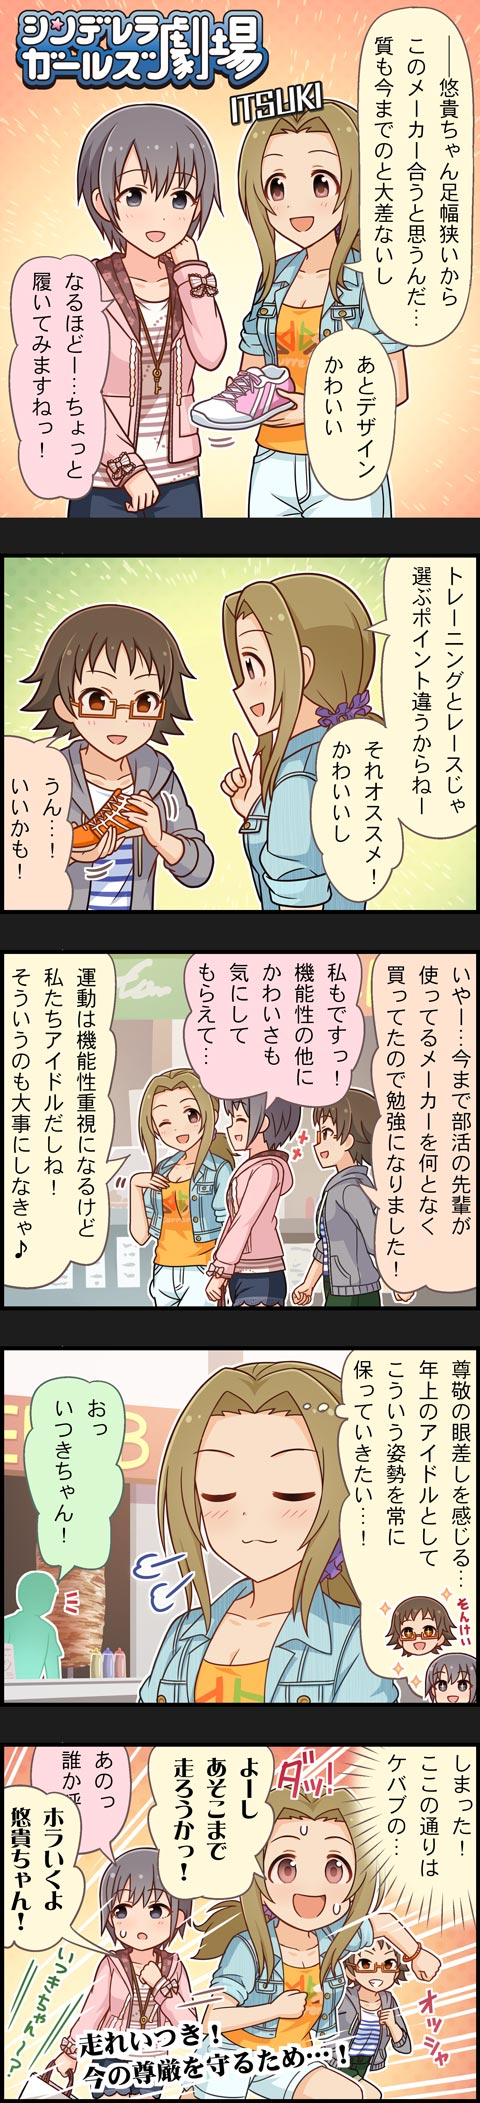 シンデレラ
ガールズ劇場
ITSUKI
――悠貴ちゃん足幅狭いから
このメーカー合うと思うんだ…
質も今までのと大差ないし
あとデザイン
かわいい
なるほどー…ちょっと
履いてみますねっ！
トレーニングとレースじゃ
選ぶポイント違うからねー
それオススメ！
かわいいし
うん…！
いいかも！
いやー…今まで部活の先輩が
使ってるメーカーを何となく
買ってたので勉強になりました！
私もですっ！
機能性の他に
かわいさも
気にして
もらえて…
運動は機能性重視になるけど
私たちアイドルだしね！
そういうのも大事にしなきゃ♪
尊敬の眼差しを感じる…
年上のアイドルとして
こういう姿勢を常に
保っていきたい…！
そんけい
おっ
いつきちゃん！
しまった！
ここの通りは
ケバブの…
ダッ！
よーし
あそこまで
走ろうかっ！
あのっ
誰か呼
ホラいくよ
悠貴ちゃん！
オッシャ
いつきちゃん〜？
走れいつき！
今の尊厳を守るため…！